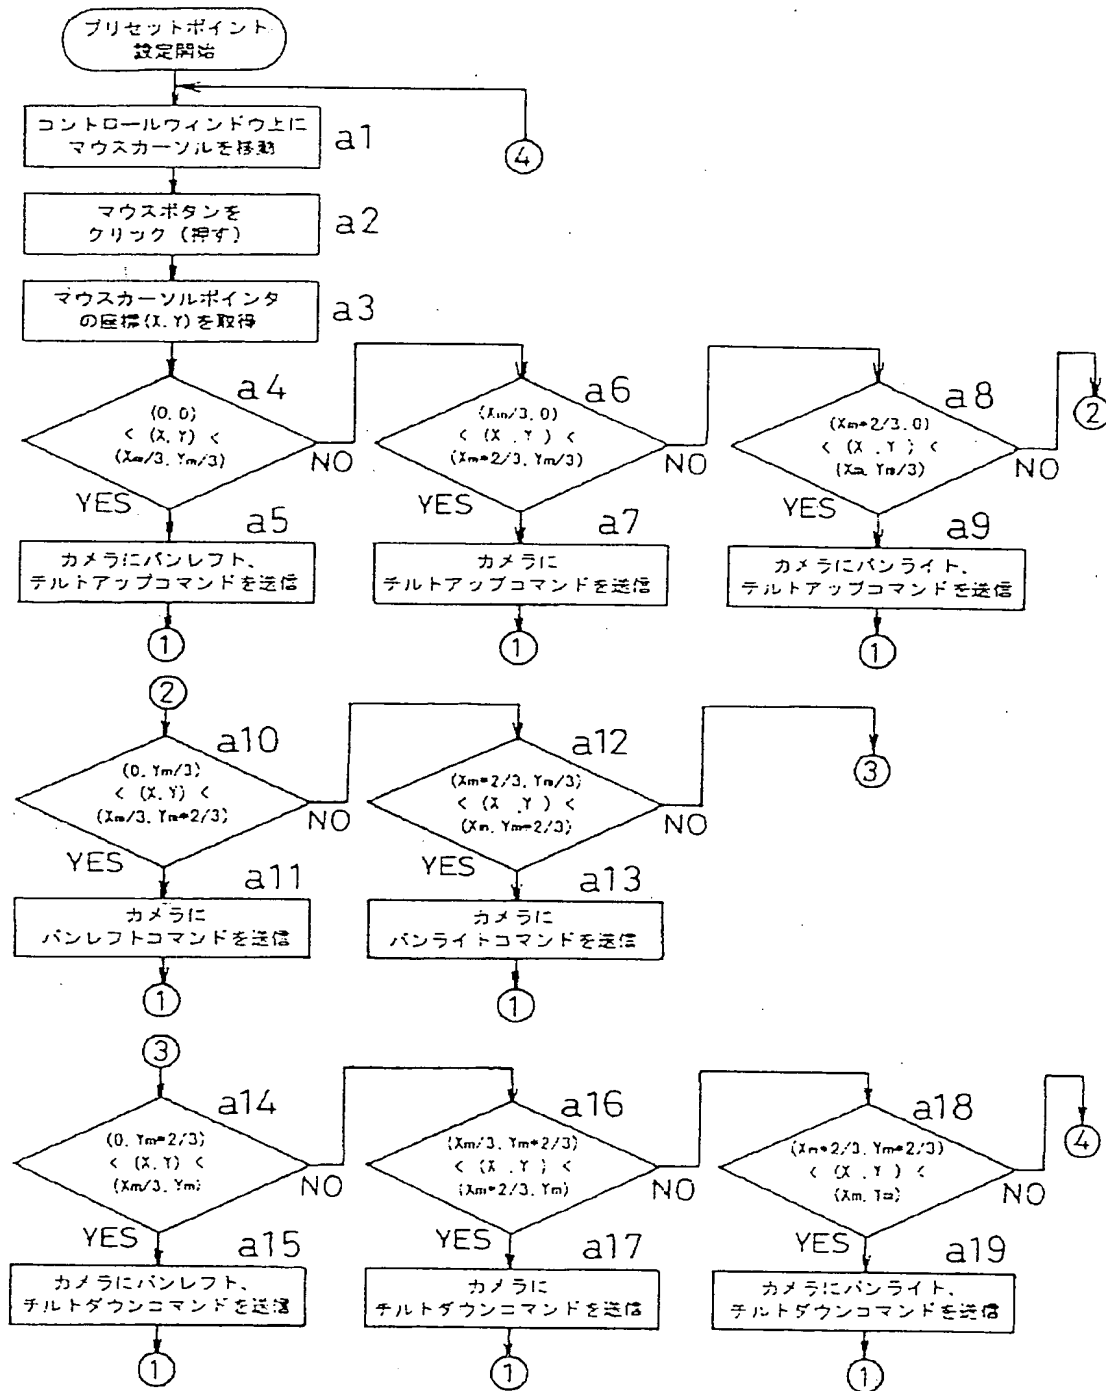 プリセットポイント
設定開始
コントロールウィンドウ上に
マウスカーソルを移動
a1
④
マウスボタンを
クリック (押す)
a2
マウスカーソルポインタ
の座標(X,Y)を取得
a3
a4
(0,0)
< (X,Y) <
(Xm/3,Ym/3)
NO
YES
a6
(Xm/3,0)
< (X,Y) <
(Xm*2/3,Ym/3)
NO
YES
a8
(Xm*2/3,0)
< (X,Y) <
(Xm,Ym/3)
NO
YES
②
a5
カメラにパンレフト、
チルトアップコマンドを送信
①
a7
カメラに
チルトアップコマンドを送信
①
a9
カメラにパンライト、
チルトアップコマンドを送信
①
②
a10
(0,Ym/3)
< (X,Y) <
(Xm/3,Ym*2/3)
NO
YES
a12
(Xm*2/3,Ym/3)
< (X,Y) <
(Xm,Ym*2/3)
NO
YES
③
a11
カメラに
パンレフトコマンドを送信
①
a13
カメラに
パンライトコマンドを送信
①
③
a14
(0,Ym*2/3)
< (X,Y) <
(Xm/3,Ym)
NO
YES
a16
(Xm/3,Ym*2/3)
< (X,Y) <
(Xm*2/3,Ym)
NO
YES
a18
(Xm*2/3,Ym*2/3)
< (X,Y) <
(Xm,Ym)
NO
YES
④
a15
カメラにパンレフト、
チルトダウンコマンドを送信
①
a17
カメラに
チルトダウンコマンドを送信
①
a19
カメラにパンライト、
チルトダウンコマンドを送信
①